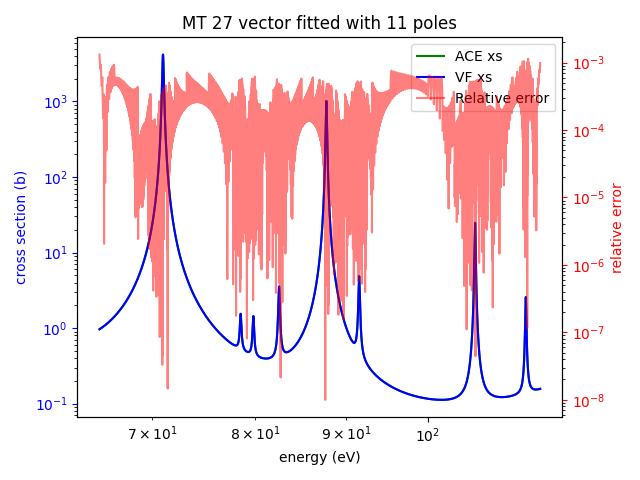 MT 27 vector fitted with 11 poles
ACE xs
VF xs
Relative error
cross section (b)
10³
10²
10¹
10⁰
10⁻¹
10⁻³
10⁻⁴
10⁻⁵
10⁻⁶
10⁻⁷
10⁻⁸
relative error
7 × 10¹ 8 × 10¹ 9 × 10¹ 10²
energy (eV)